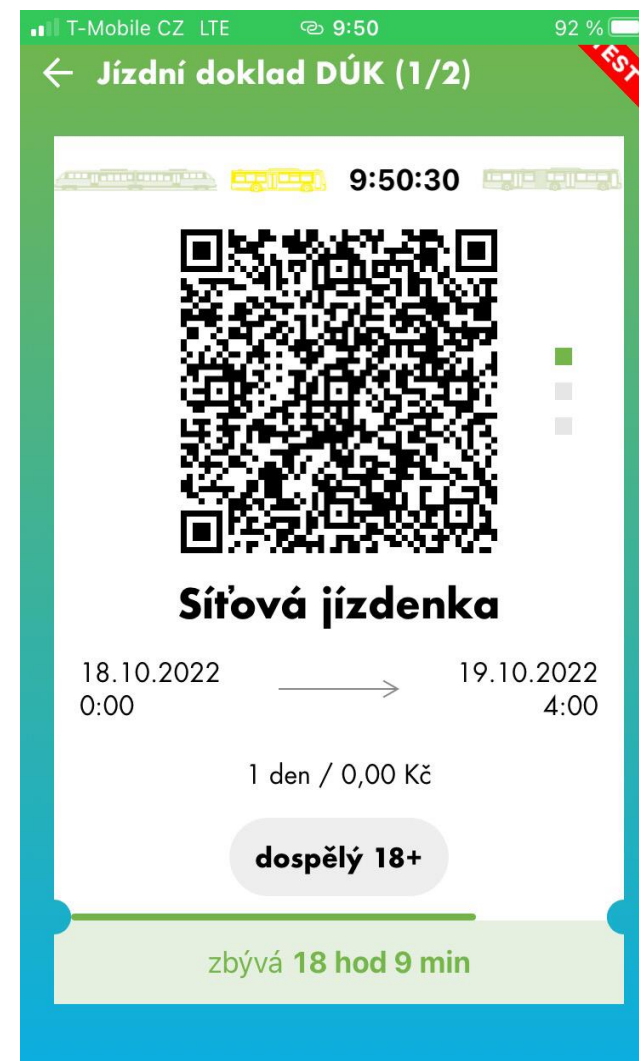 T-Mobile CZ LTE 9:50 92 %
← Jízdní doklad DÚK (1/2)
TEST
9:50:30
Síťová jízdenka
18.10.2022 → 19.10.2022
0:00 4:00
1 den / 0,00 Kč
dospělý 18+
zbývá 18 hod 9 min